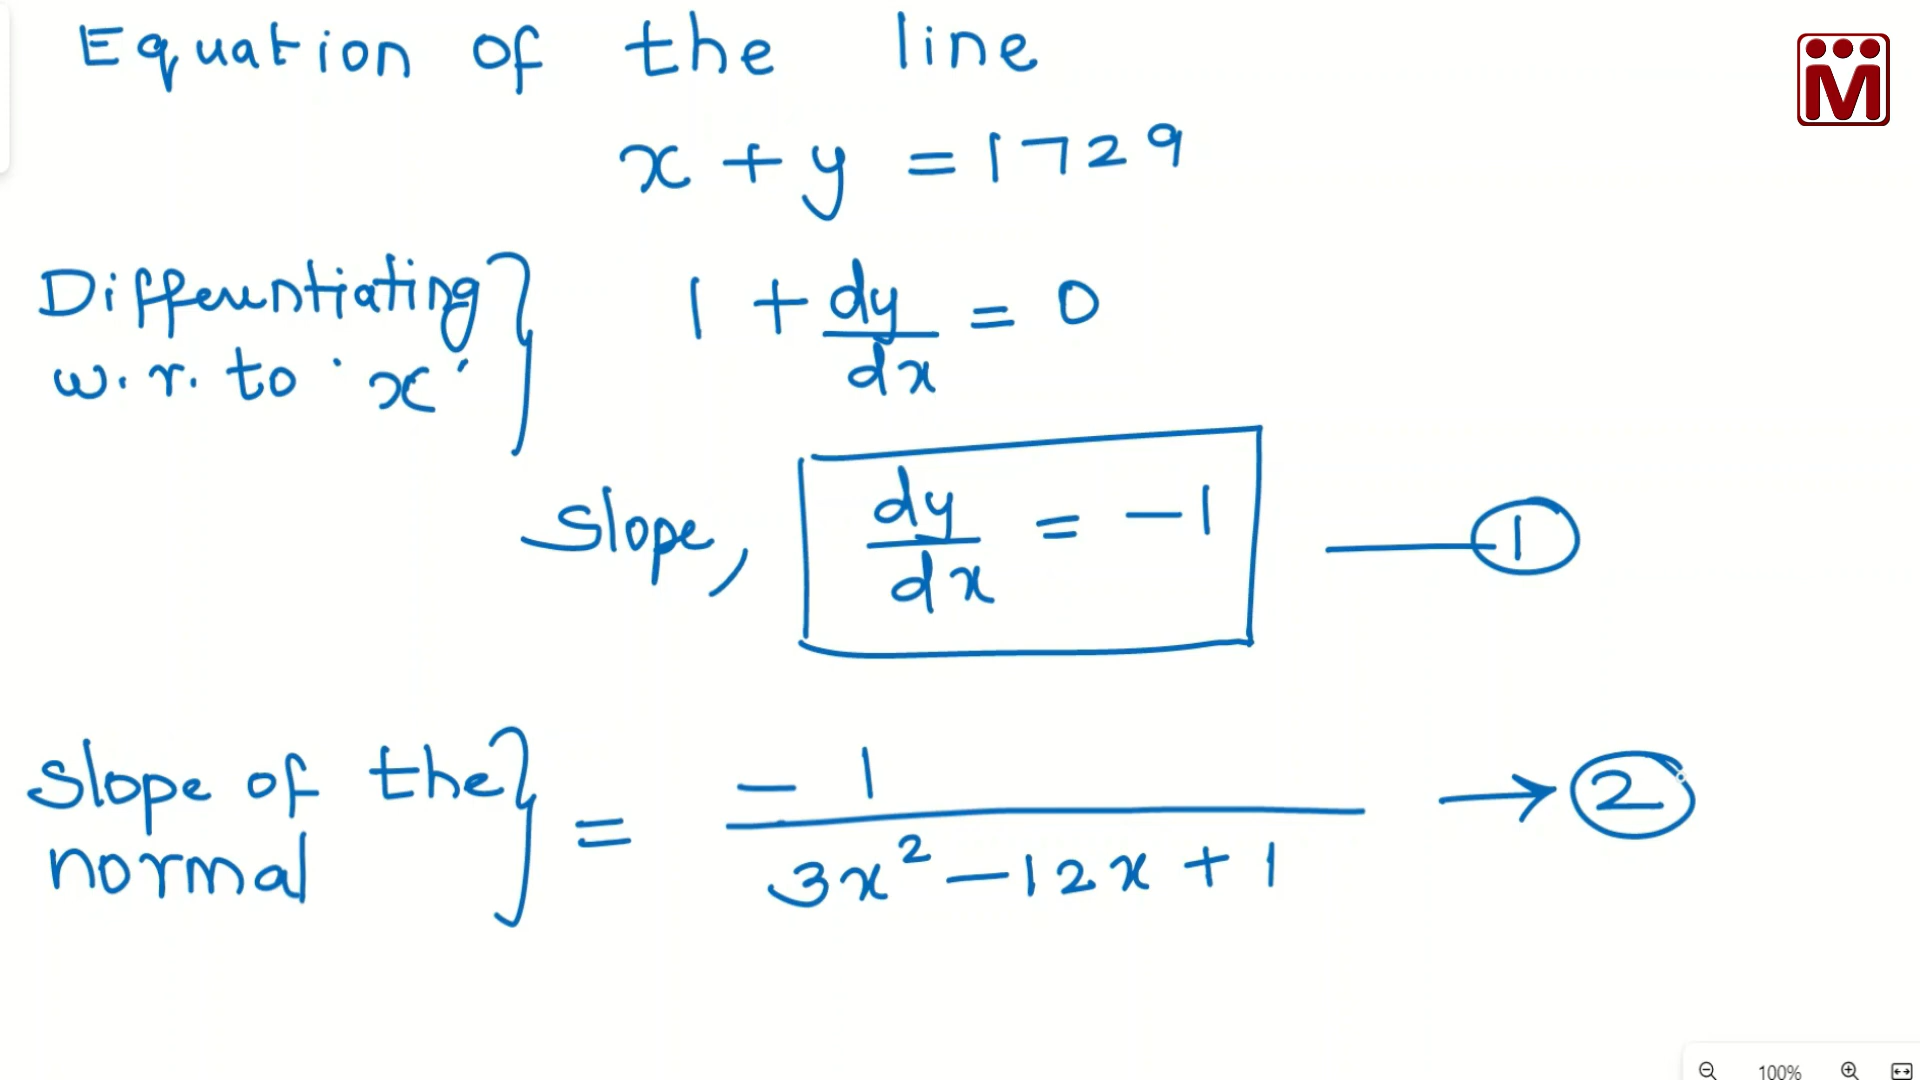 Equation of the line
x + y = 1729
Differentiating
w.r. to 'x' } 1 + dy/dx = 0
Slope, dy/dx = -1 —— 1
Slope of the
normal } = -1/(3x² - 12x + 1) → 2
M
100%